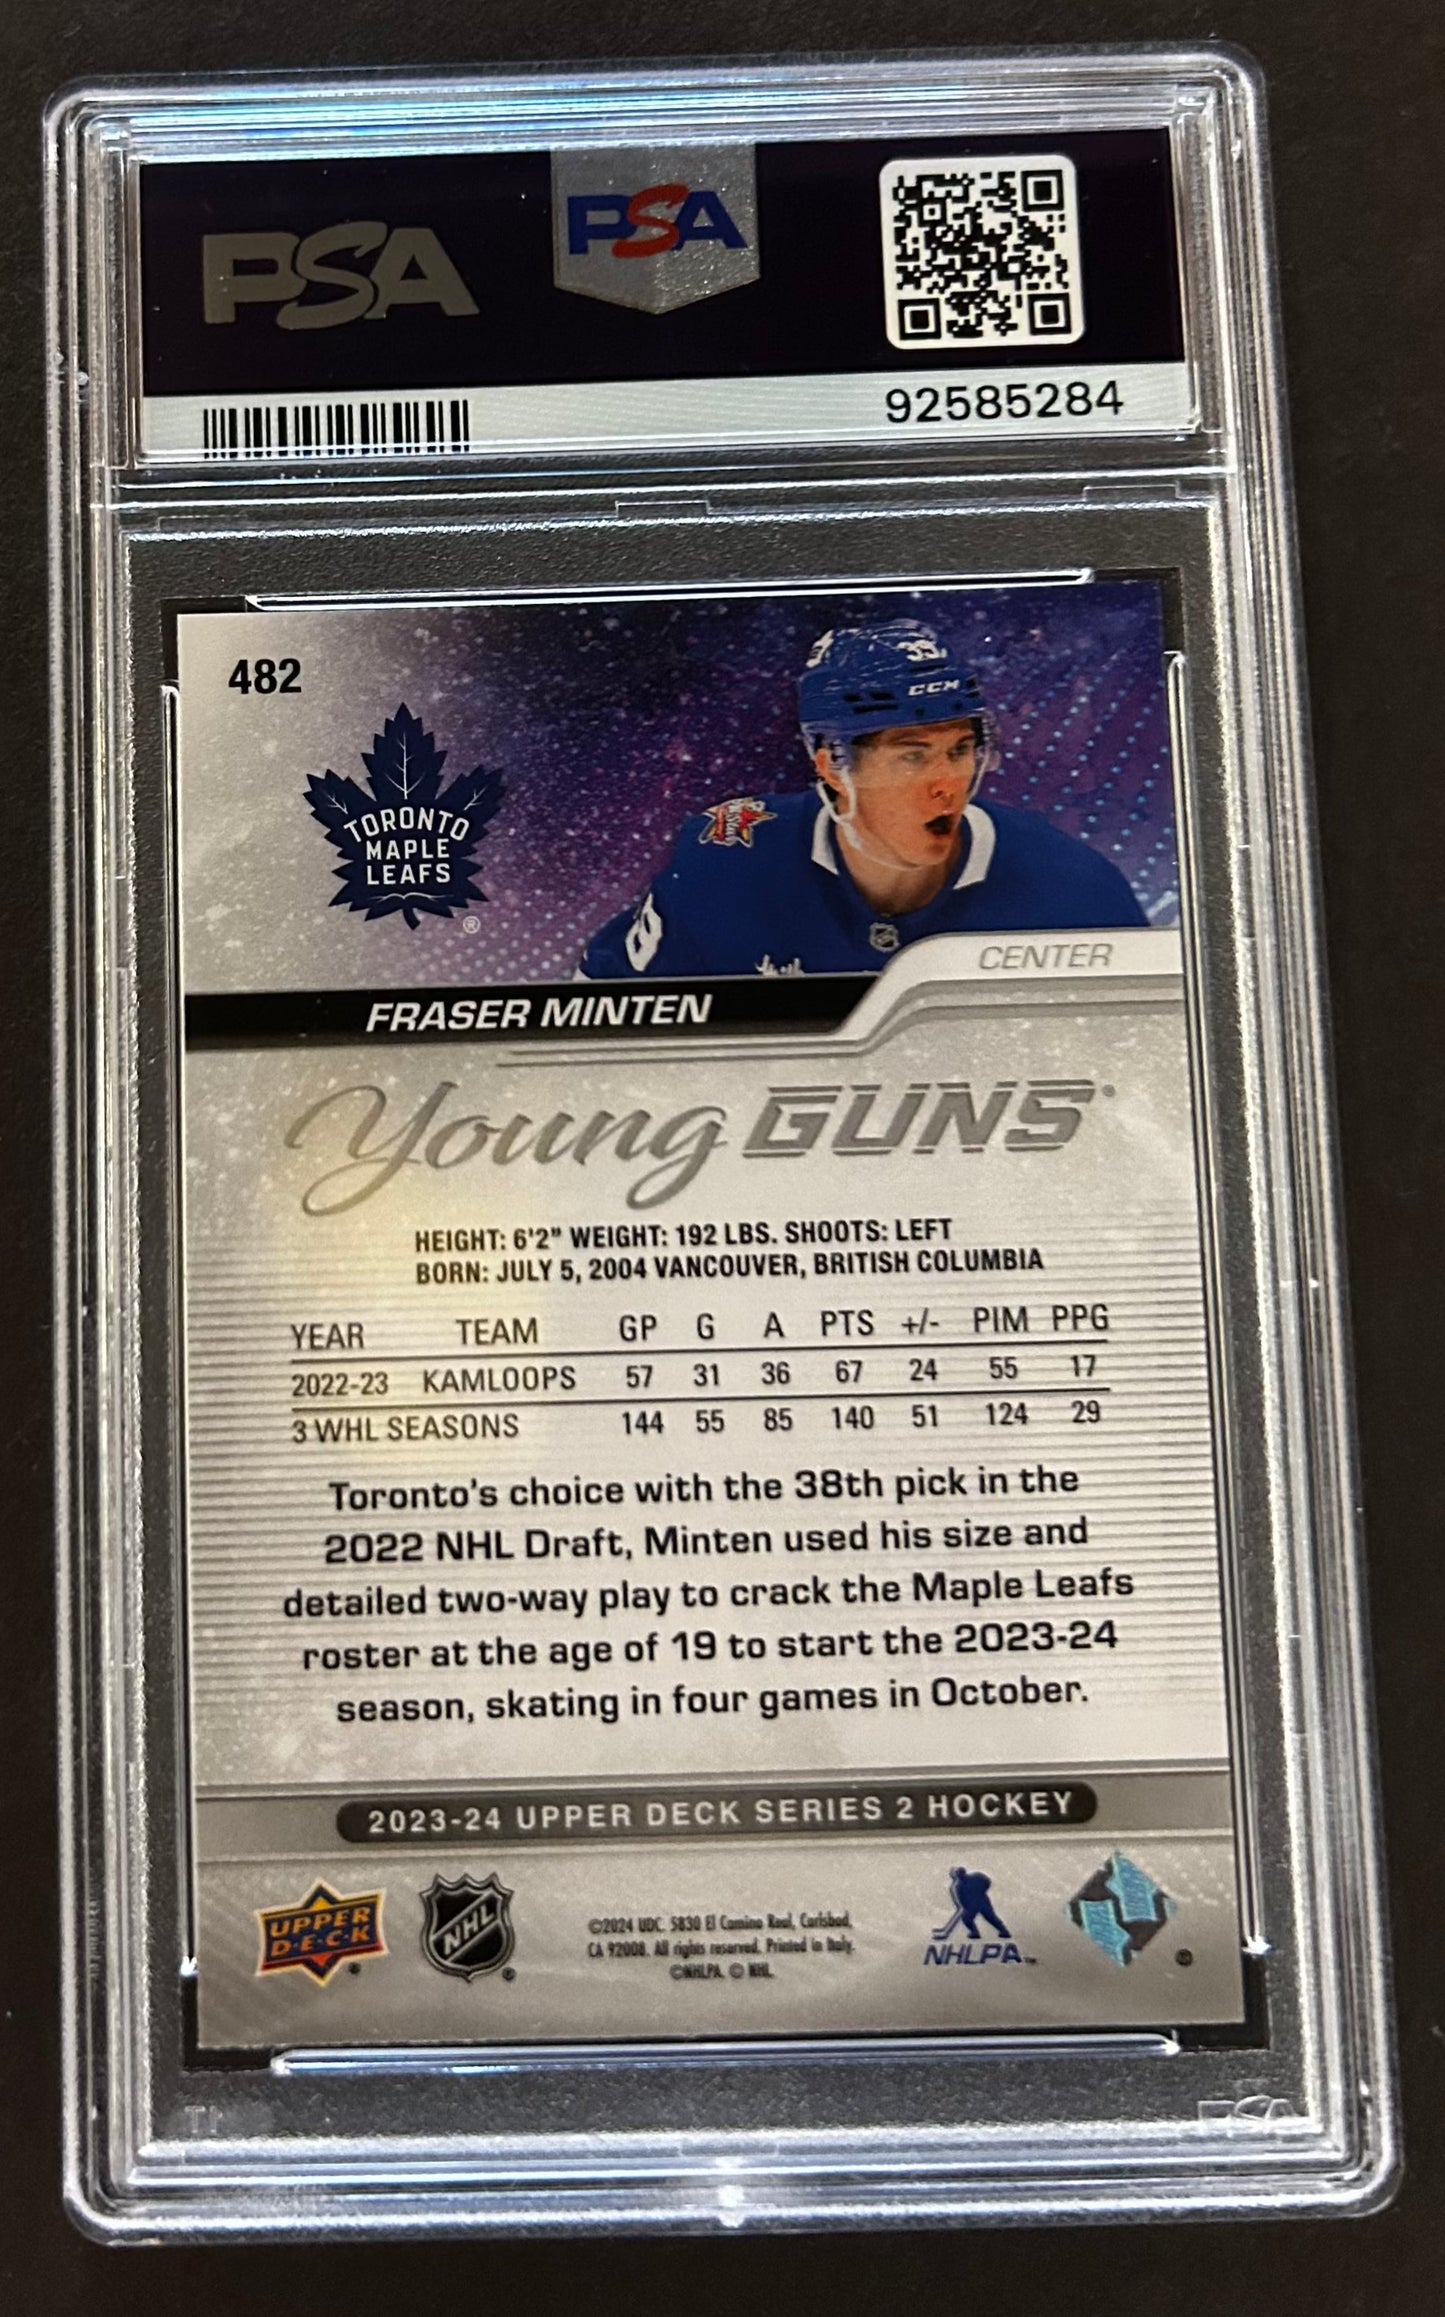 PSA
PSA
92585284
482
39
CCM
TORONTO
MAPLE
LEAFS
®
CENTER
FRASER MINTEN
Young GUNS
HEIGHT: 6'2" WEIGHT: 192 LBS. SHOOTS: LEFT
BORN: JULY 5, 2004 VANCOUVER, BRITISH COLUMBIA
YEAR TEAM GP G A PTS +/- PIM PPG
2022-23 KAMLOOPS 57 31 36 67 24 55 17
3 WHL SEASONS 144 55 85 140 51 124 29
Toronto's choice with the 38th pick in the
2022 NHL Draft, Minten used his size and
detailed two-way play to crack the Maple Leafs
roster at the age of 19 to start the 2023-24
season, skating in four games in October.
2023-24 UPPER DECK SERIES 2 HOCKEY
UPPER
D•E•C•K
NHL
©2024 UDC. 5830 El Camino Real, Carlsbad,
CA 92008. All rights reserved. Printed in Italy.
©NHLPA. © NHL.
NHLPA™
PSA